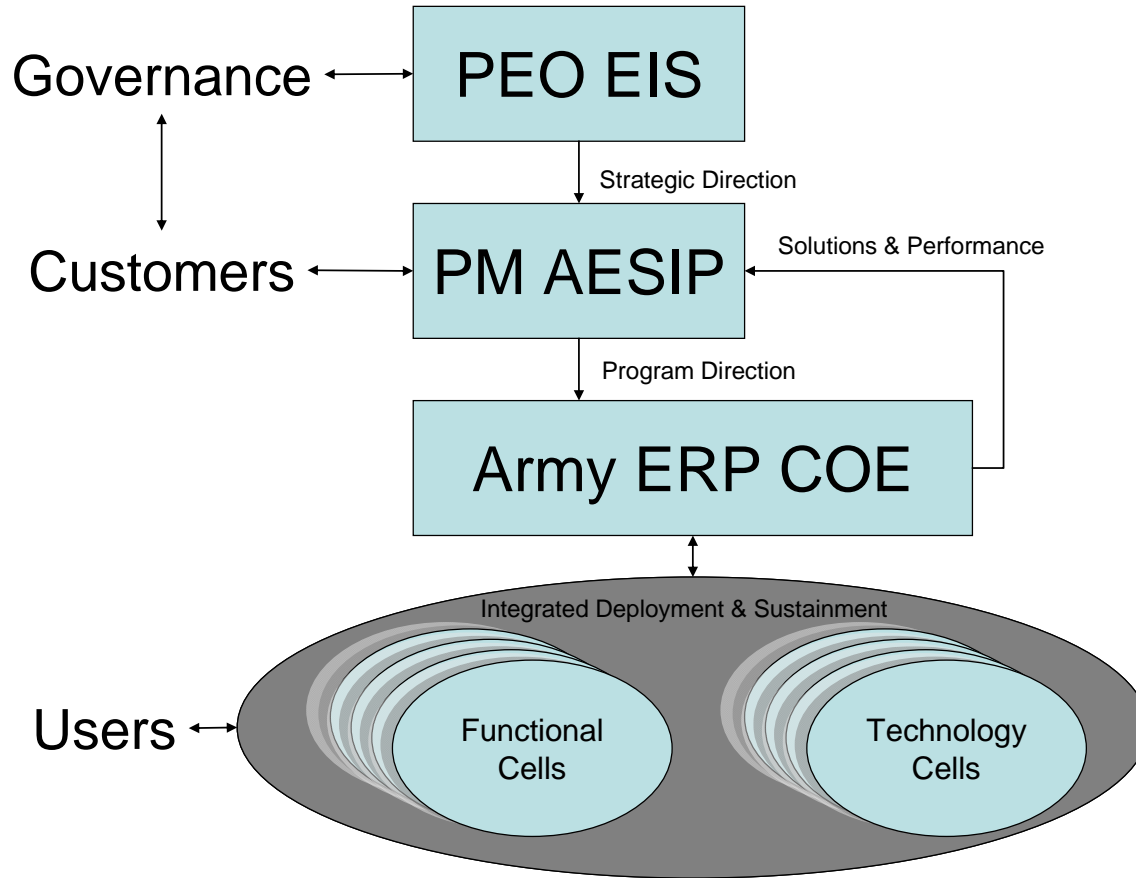 Governance
PEO EIS
Strategic Direction
Customers
PM AESIP
Solutions & Performance
Program Direction
Army ERP COE
Integrated Deployment & Sustainment
Users
Functional
Cells
Technology
Cells